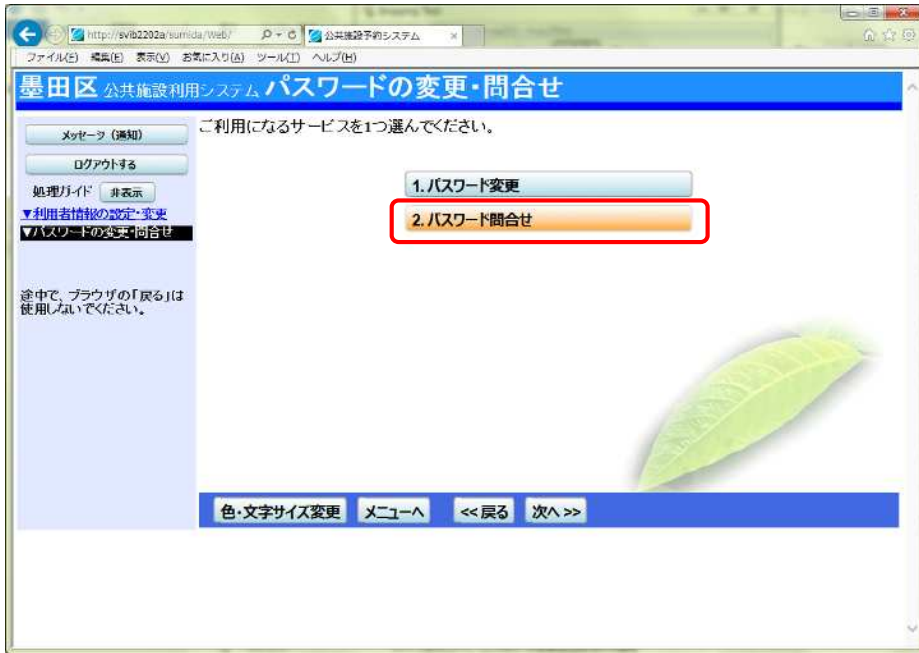 http://svib2202a/sumida/Web/
公共施設予約システム
ファイル(F) 編集(E) 表示(V) お気に入り(A) ツール(T) ヘルプ(H)
墨田区 公共施設利用システム パスワードの変更・問合せ
メッセージ（通知）
ログアウトする
処理ガイド 非表示
▼利用者情報の設定・変更
▼パスワードの変更・問合せ
途中で、ブラウザの「戻る」は
使用しないでください。
ご利用になるサービスを1つ選んでください。
1. パスワード変更
2. パスワード問合せ
色・文字サイズ変更 メニューへ <<戻る 次へ >>